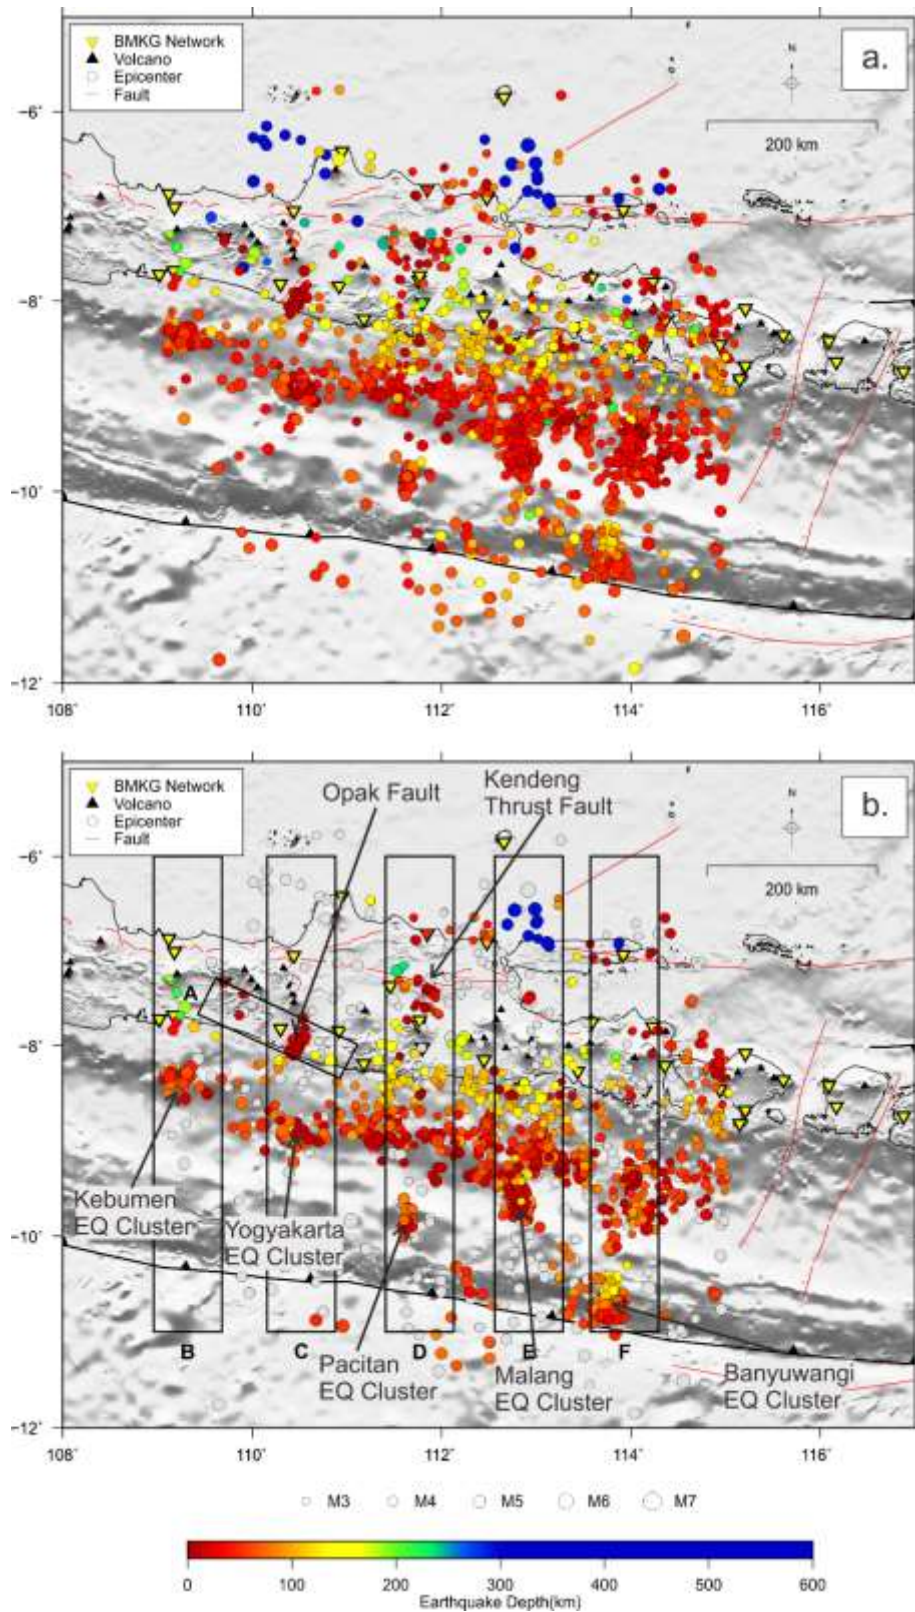 BMKG Network
Volcano
Epicenter
Fault
a.
N
200 km
−6˚
−8˚
−10˚
−12˚
108˚ 110˚ 112˚ 114˚ 116˚
BMKG Network
Volcano
Epicenter
Fault
Opak Fault
Kendeng
Thrust Fault
b.
N
200 km
−6˚
−8˚
−10˚
−12˚
A
Kebumen
EQ Cluster
Yogyakarta
EQ Cluster
B C D E F
Pacitan
EQ Cluster
Malang
EQ Cluster
Banyuwangi
EQ Cluster
108˚ 110˚ 112˚ 114˚ 116˚
M3 M4 M5 M6 M7
0 100 200 300 400 500 600
Earthquake Depth(km)